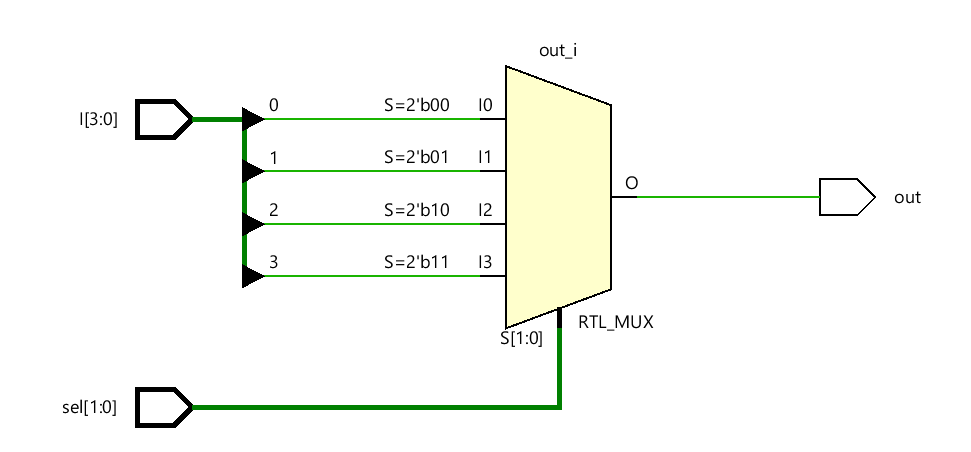 out_i
I[3:0] 0 S=2'b00 I0
1 S=2'b01 I1
O out
2 S=2'b10 I2
3 S=2'b11 I3
S[1:0] RTL_MUX
sel[1:0]